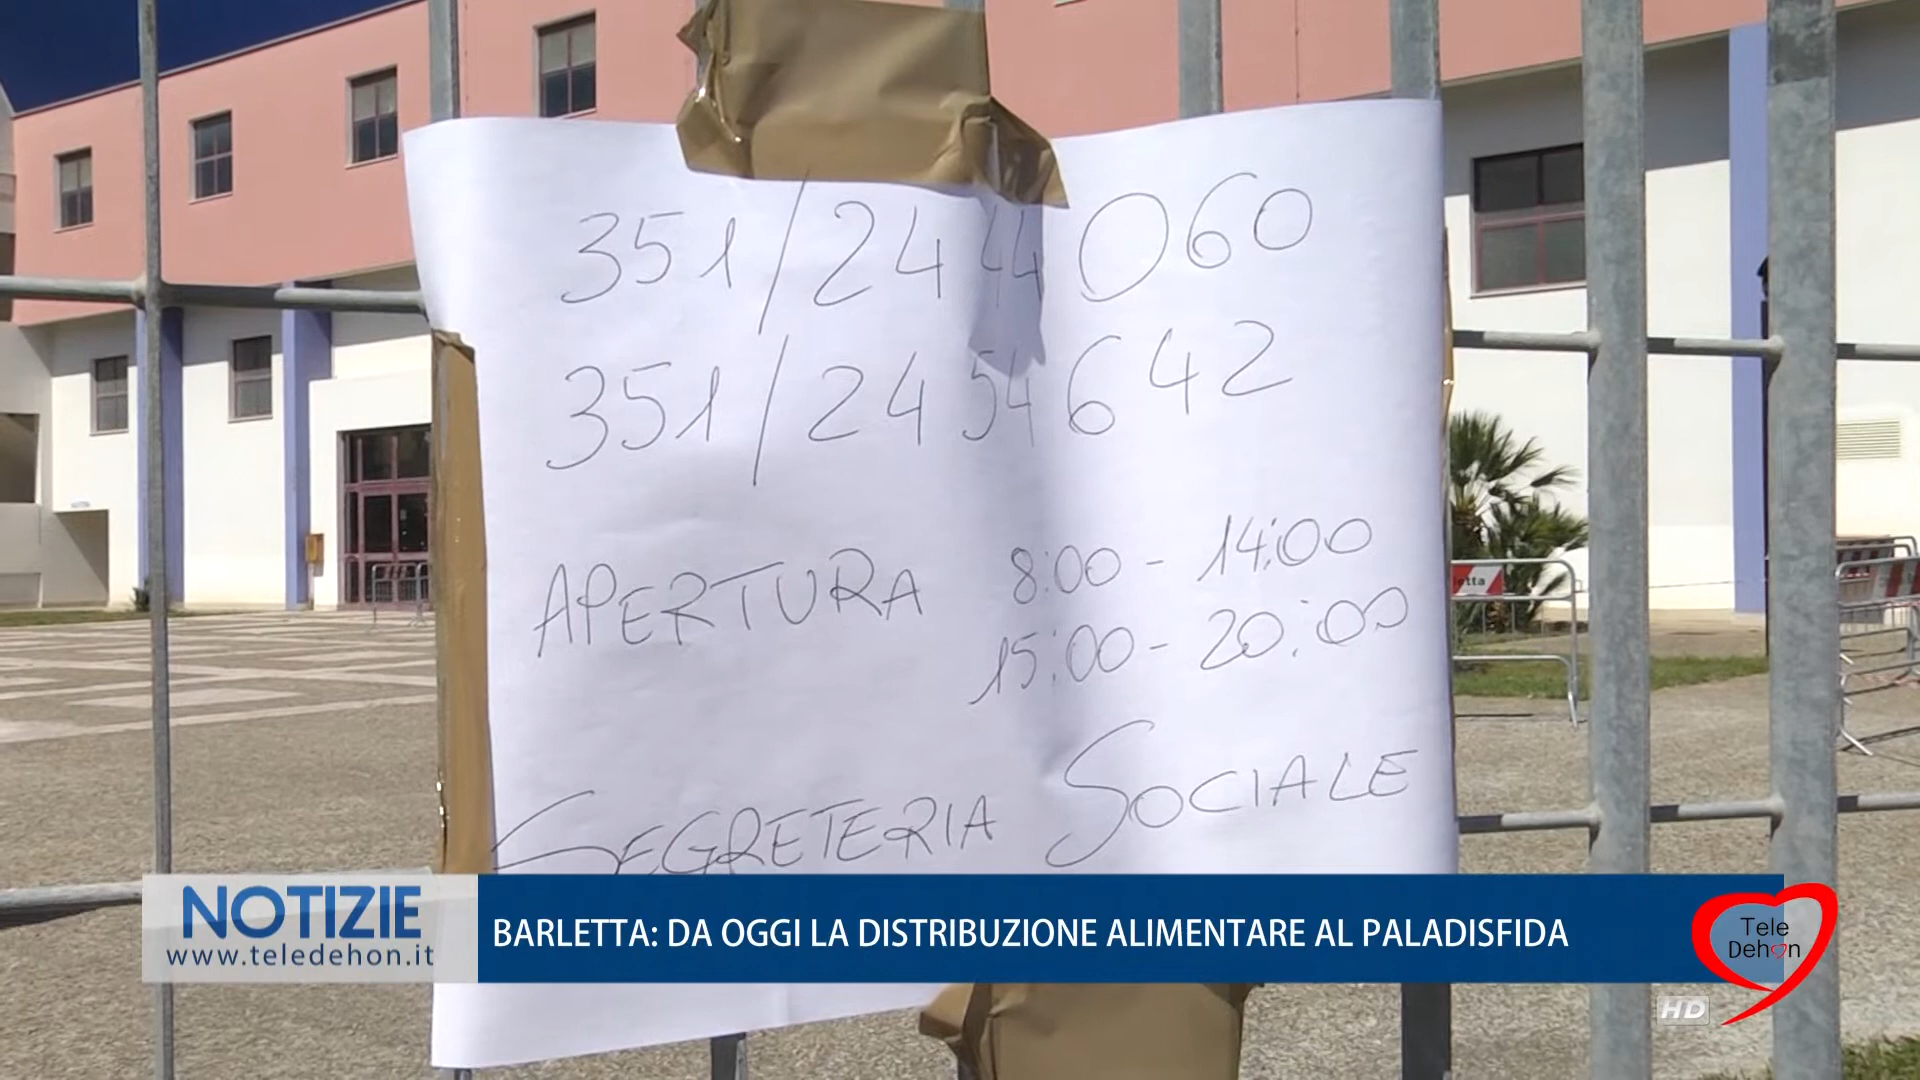 351/2444060
351/2454642
APERTURA 8:00 - 14:00
15:00 - 20:00
SEGRETERIA SOCIALE
NOTIZIE
www.teledehon.it
BARLETTA: DA OGGI LA DISTRIBUZIONE ALIMENTARE AL PALADISFIDA
Tele
Dehon
HD